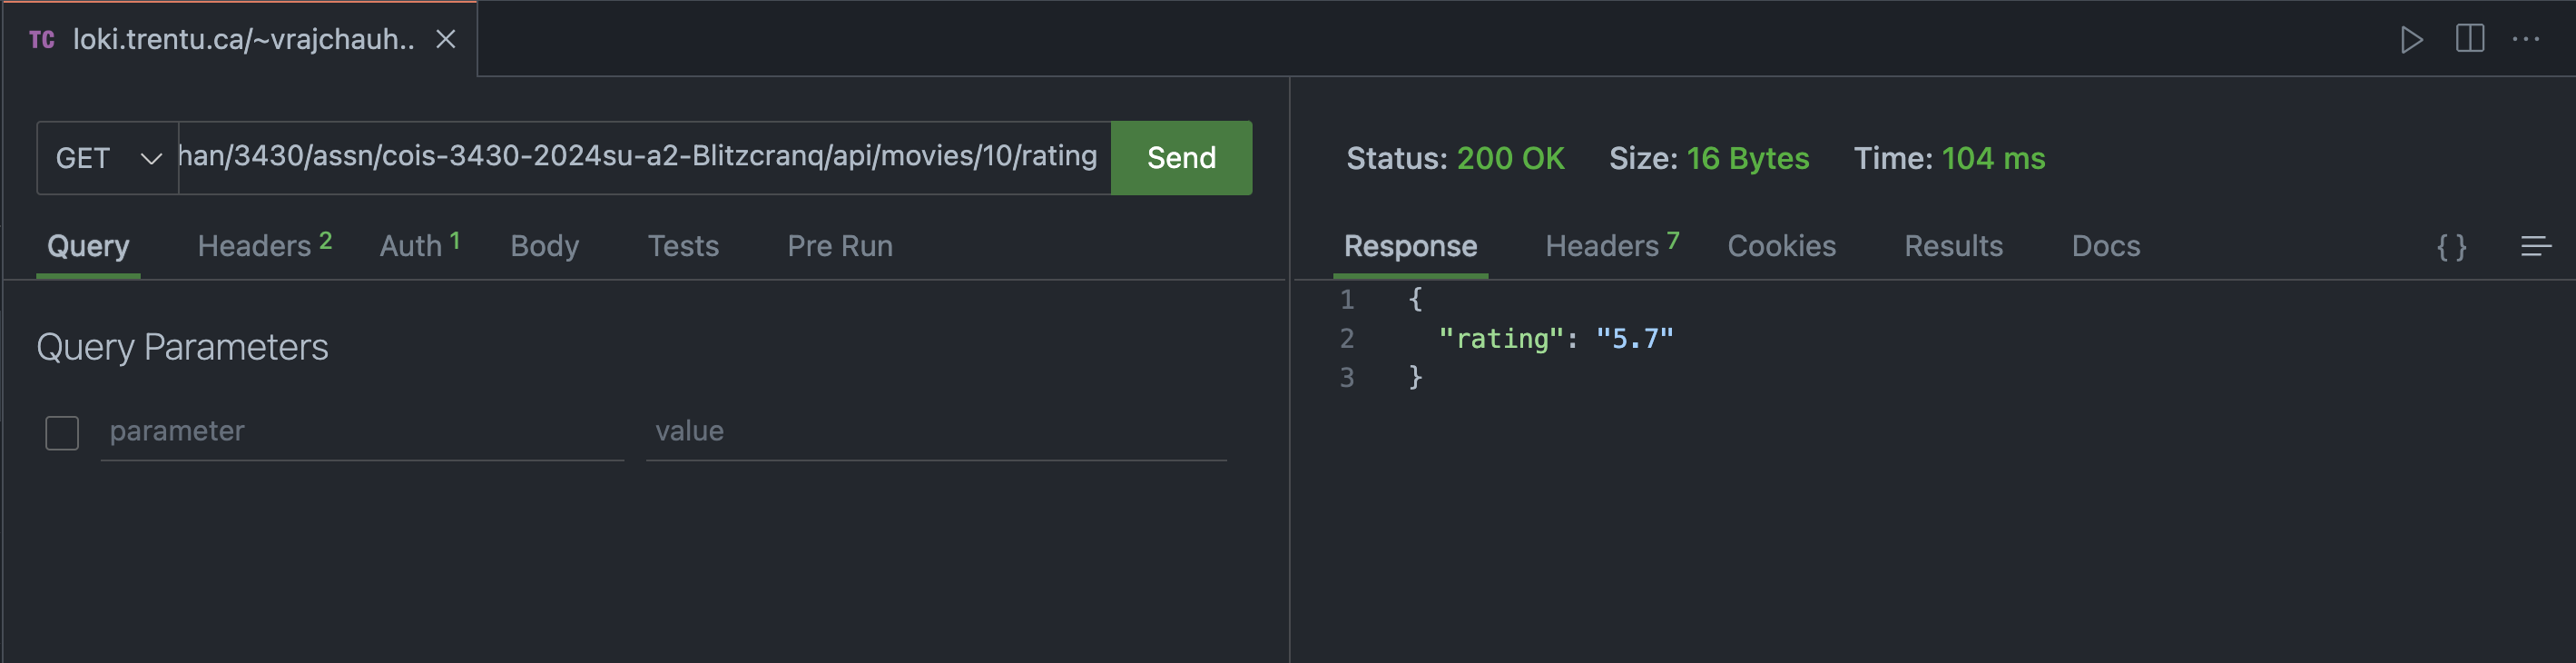 TC loki.trentu.ca/~vrajchauh..
GET han/3430/assn/cois-3430-2024su-a2-Blitzcranq/api/movies/10/rating Send
Query Headers 2 Auth 1 Body Tests Pre Run
Query Parameters
parameter value
Status: 200 OK Size: 16 Bytes Time: 104 ms
Response Headers 7 Cookies Results Docs { }
1 {
2 "rating": "5.7"
3 }